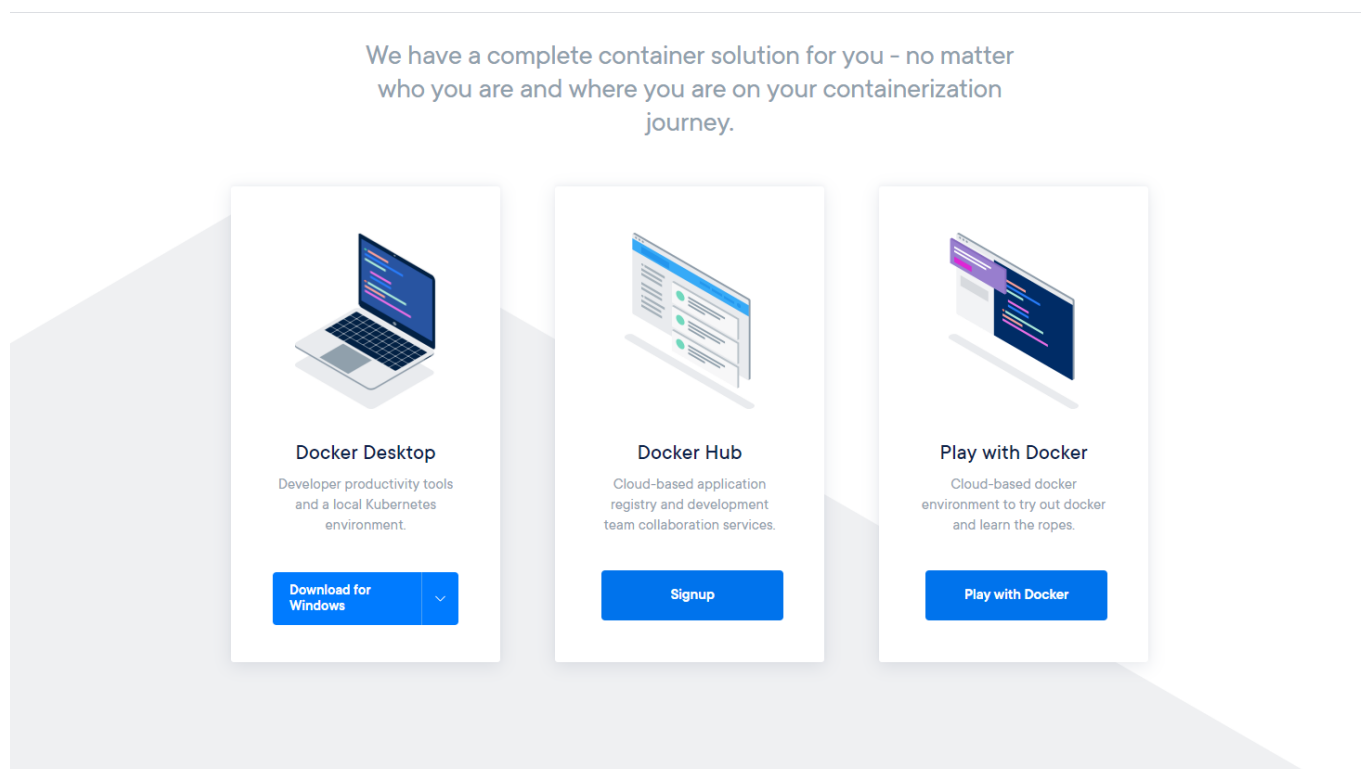 We have a complete container solution for you - no matter
who you are and where you are on your containerization
journey.
Docker Desktop
Developer productivity tools
and a local Kubernetes
environment.
Download for
Windows
Docker Hub
Cloud-based application
registry and development
team collaboration services.
Signup
Play with Docker
Cloud-based docker
environment to try out docker
and learn the ropes.
Play with Docker